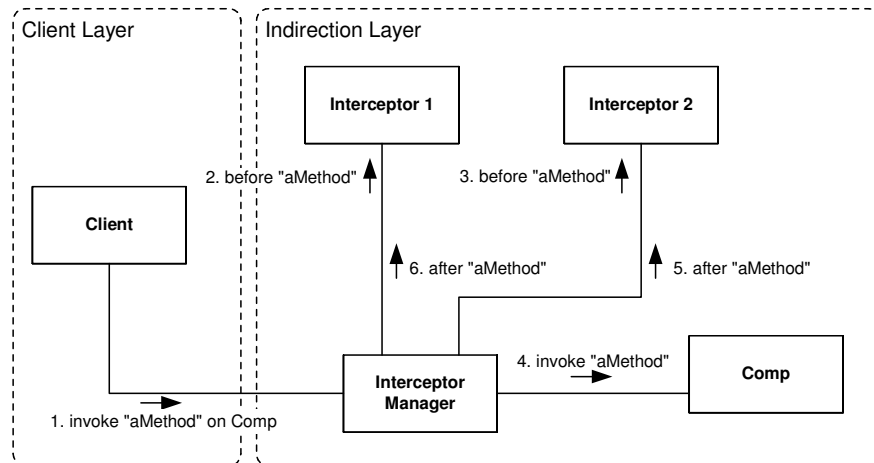 Client Layer
Indirection Layer
Interceptor 1
Interceptor 2
2. before "aMethod"
3. before "aMethod"
Client
6. after "aMethod"
5. after "aMethod"
4. invoke "aMethod"
Interceptor
Manager
Comp
1. invoke "aMethod" on Comp